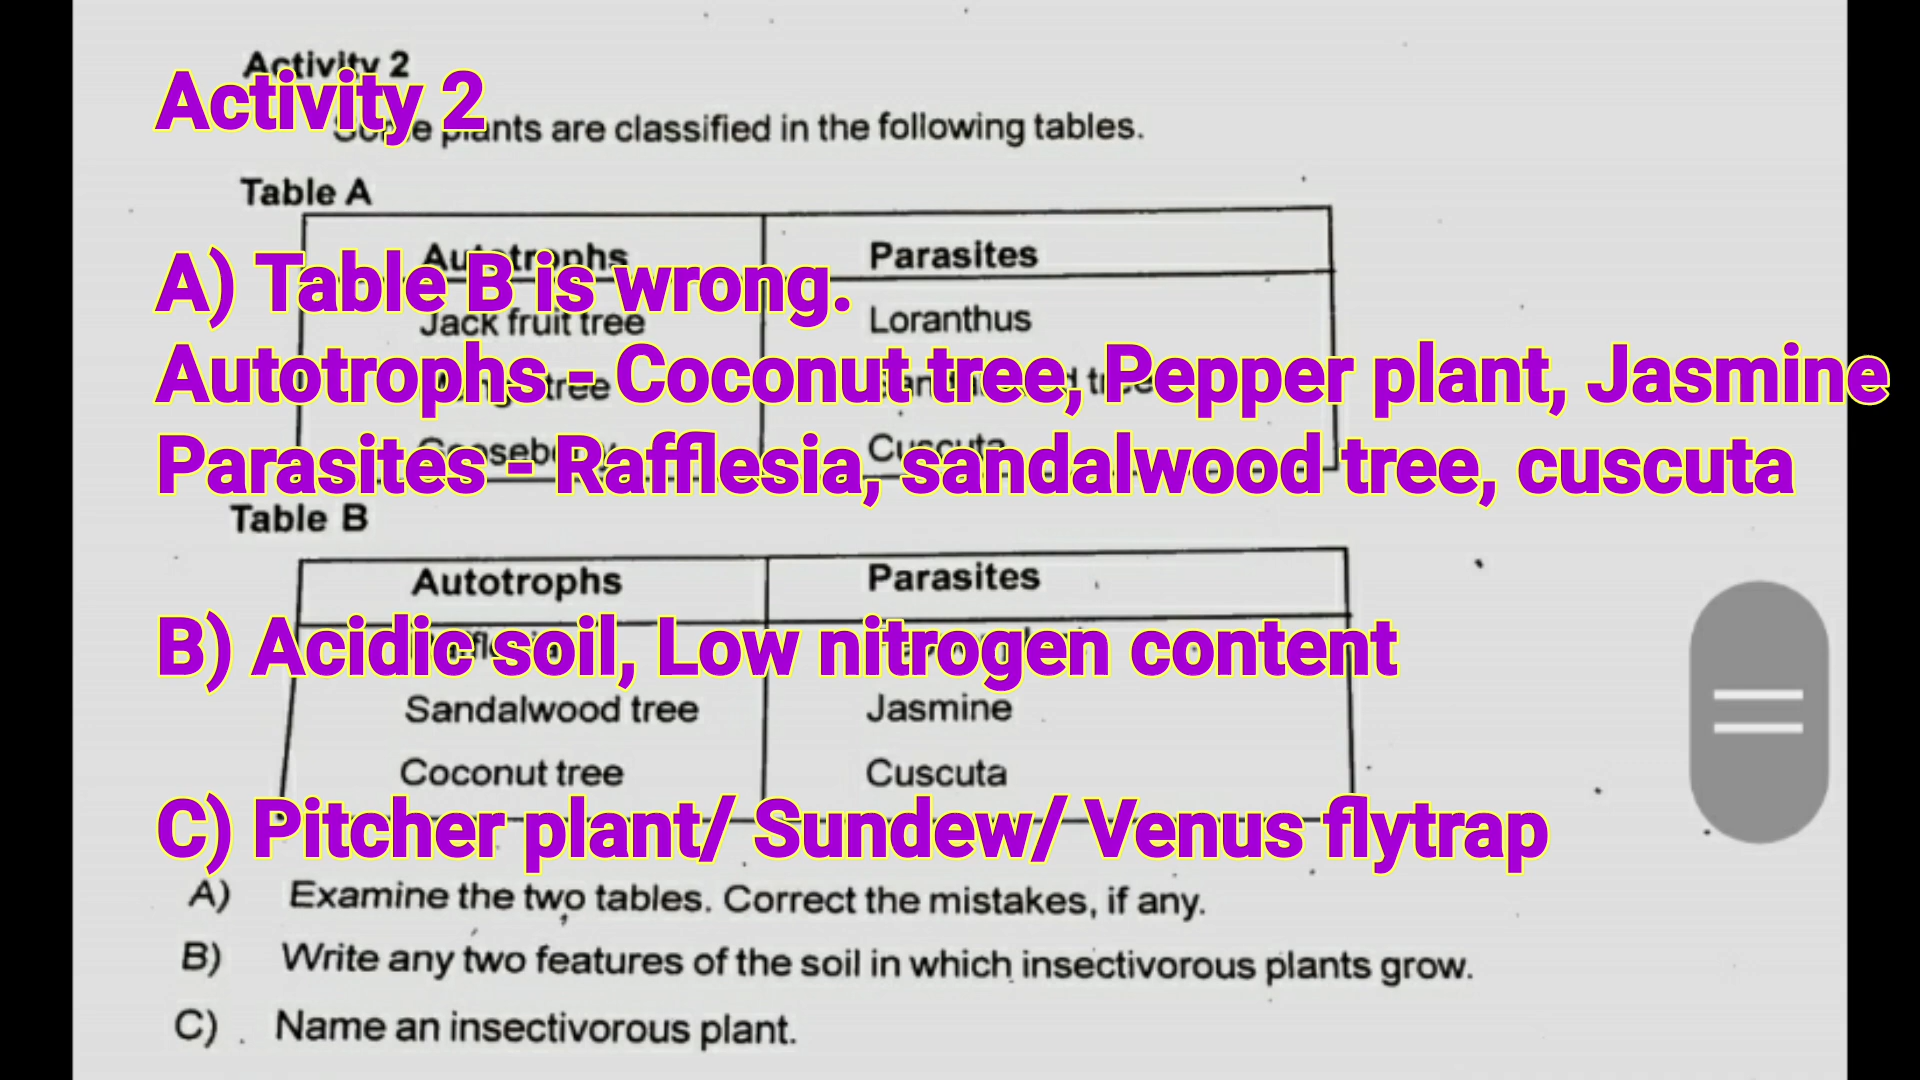 Activity 2
Activity 2
plants are classified in the following tables.
Table A
Autotrophs Parasites
A) Table B is wrong.
Jack fruit tree Loranthus
Autotrophs - Coconut tree, Pepper plant, Jasmine
tree
Cuscuta
Parasites - Rafflesia, sandalwood tree, cuscuta
Table B
Autotrophs Parasites
B) Acidic soil, Low nitrogen content
Sandalwood tree Jasmine
Coconut tree Cuscuta
C) Pitcher plant/ Sundew/ Venus flytrap
A) Examine the two tables. Correct the mistakes, if any.
B) Write any two features of the soil in which insectivorous plants grow.
C) . Name an insectivorous plant.